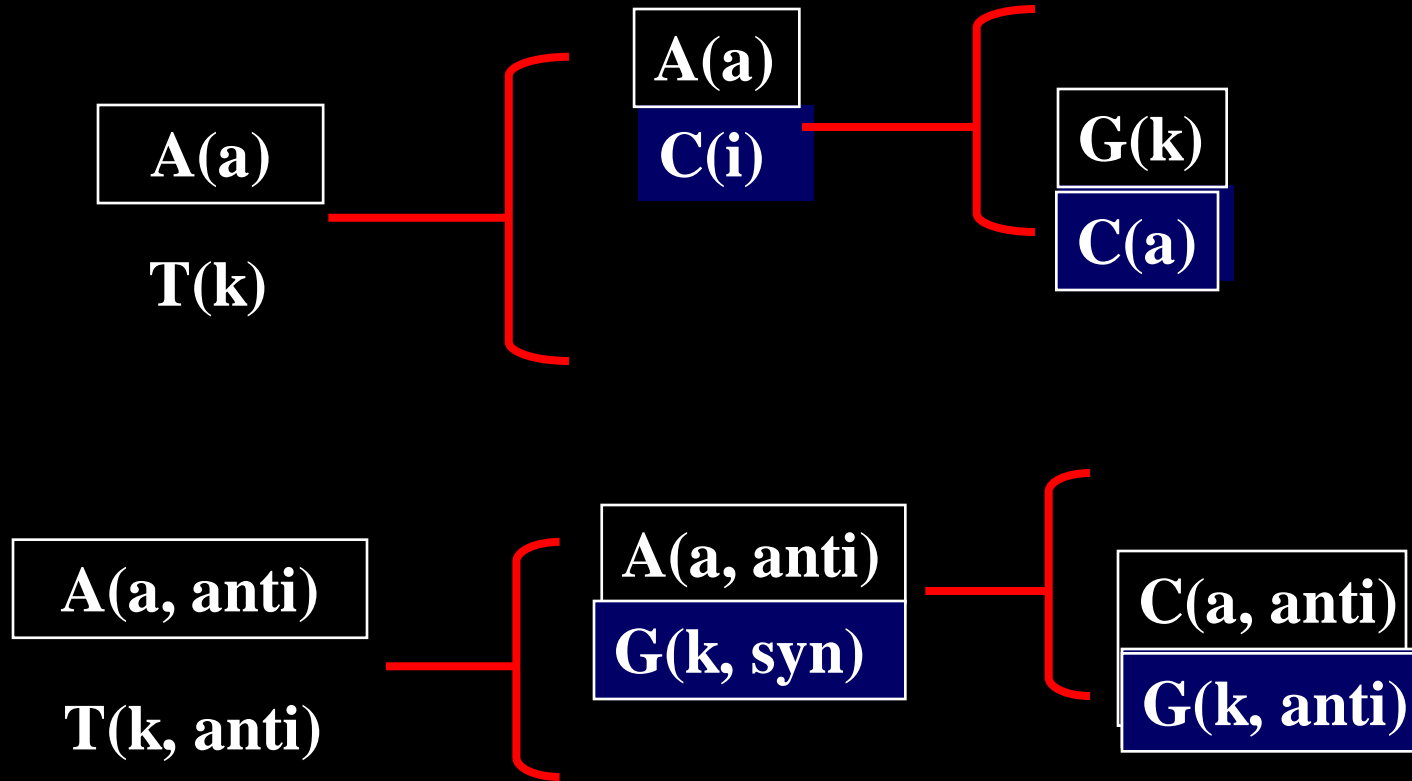 A(a)
T(k)
A(a)
C(i)
G(k)
C(a)
A(a, anti)
T(k, anti)
A(a, anti)
G(k, syn)
C(a, anti)
G(k, anti)